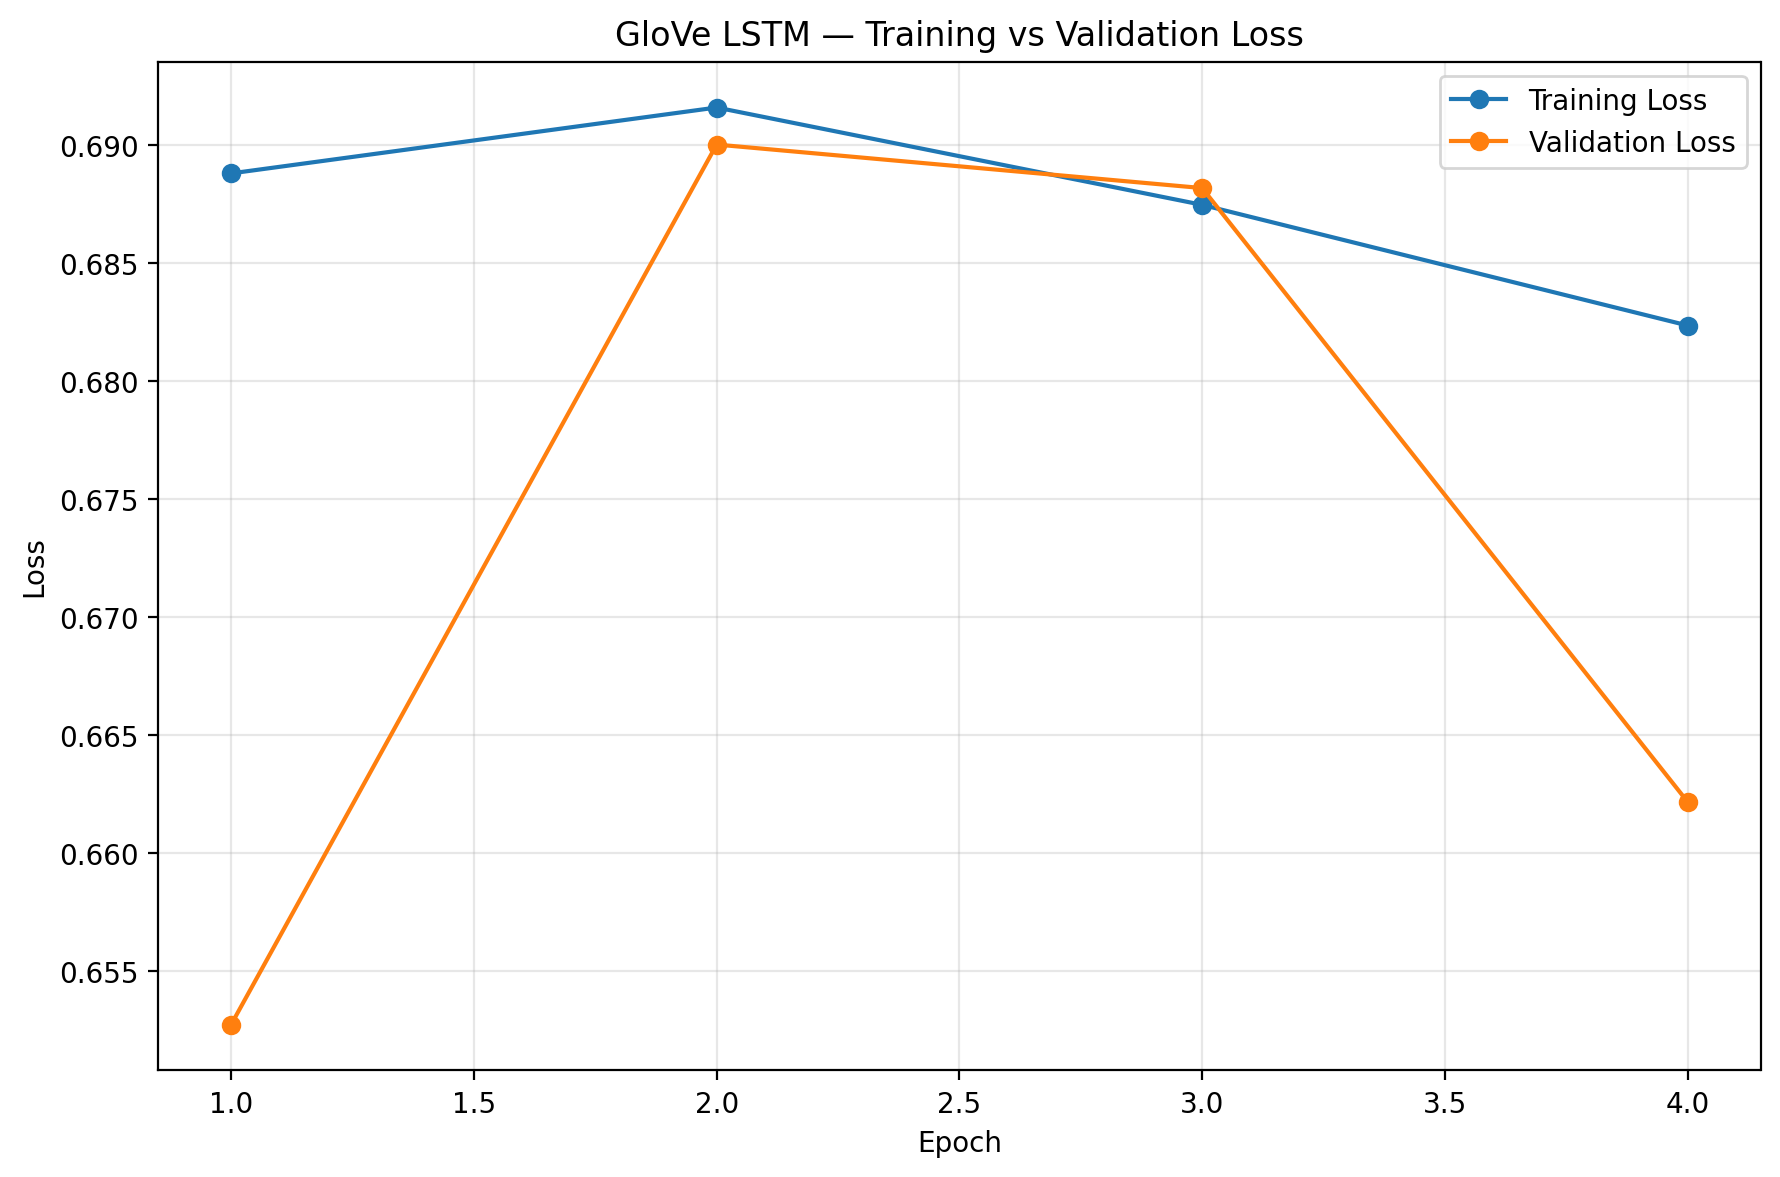 GloVe LSTM — Training vs Validation Loss
Training Loss
Validation Loss
0.690
0.685
0.680
0.675
0.670
0.665
0.660
0.655
Loss
1.0 1.5 2.0 2.5 3.0 3.5 4.0
Epoch